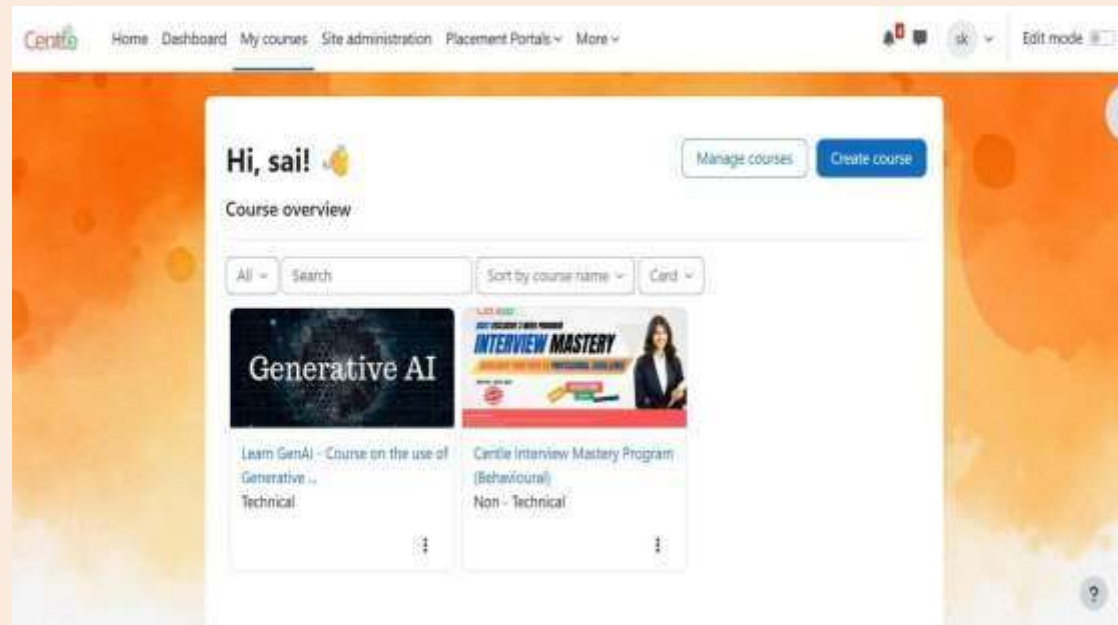 Centle
Home Dashboard My courses Site administration Placement Portals More
sk
Edit mode
Hi, sai!
Manage courses
Create course
Course overview
All
Search
Sort by course name
Card
Generative AI
INTERVIEW MASTERY
Learn GenAI - Course on the use of
Generative ...
Technical
Centle Interview Mastery Program
(Behavioural)
Non - Technical
?